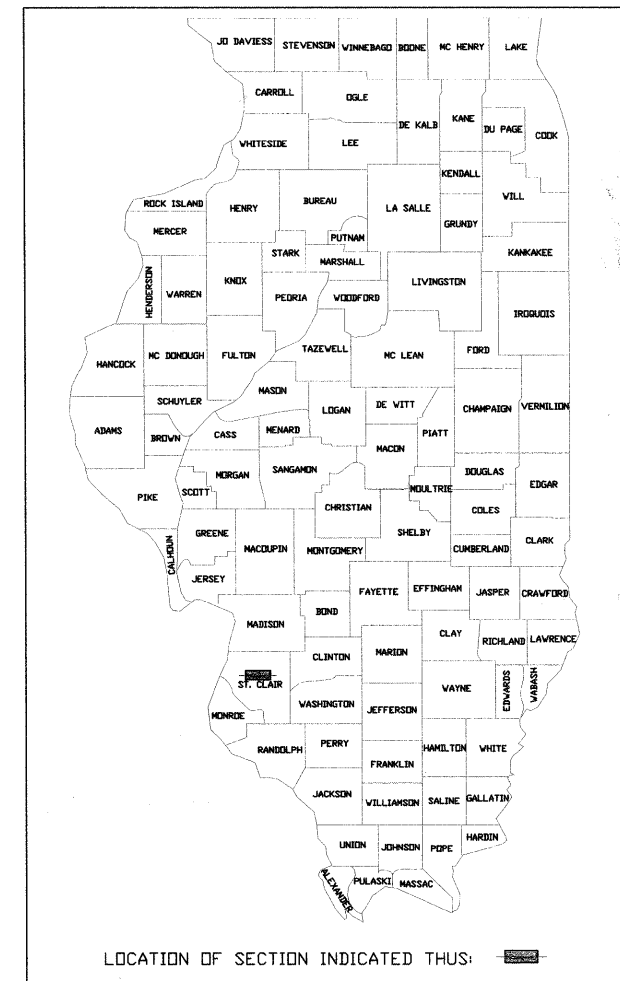 JO DAVIESS STEVENSON WINNEBAGO BOONE MC HENRY LAKE
CARROLL OGLE DE KALB KANE DU PAGE COOK
WHITESIDE LEE
KENDALL
ROCK ISLAND HENRY BUREAU LA SALLE WILL
MERCER PUTNAM GRUNDY
STARK MARSHALL KANKAKEE
HENDERSON WARREN KNOX PEORIA WOODFORD LIVINGSTON IROQUOIS
HANCOCK MC DONOUGH FULTON TAZEWELL MC LEAN FORD
SCHUYLER MASON LOGAN DE WITT CHAMPAIGN VERMILION
ADAMS BROWN CASS MENARD MACON PIATT
PIKE SCOTT MORGAN SANGAMON MOULTRIE DOUGLAS EDGAR
CHRISTIAN COLES
CALHOUN GREENE MACOUPIN MONTGOMERY SHELBY CUMBERLAND CLARK
JERSEY FAYETTE EFFINGHAM JASPER CRAWFORD
MADISON BOND CLAY RICHLAND LAWRENCE
CLINTON MARION
ST. CLAIR WAYNE EDWARDS WABASH
MONROE WASHINGTON JEFFERSON
RANDOLPH PERRY FRANKLIN HAMILTON WHITE
JACKSON WILLIAMSON SALINE GALLATIN
UNION JOHNSON POPE HARDIN
ALEXANDER PULASKI MASSAC
LOCATION OF SECTION INDICATED THUS: